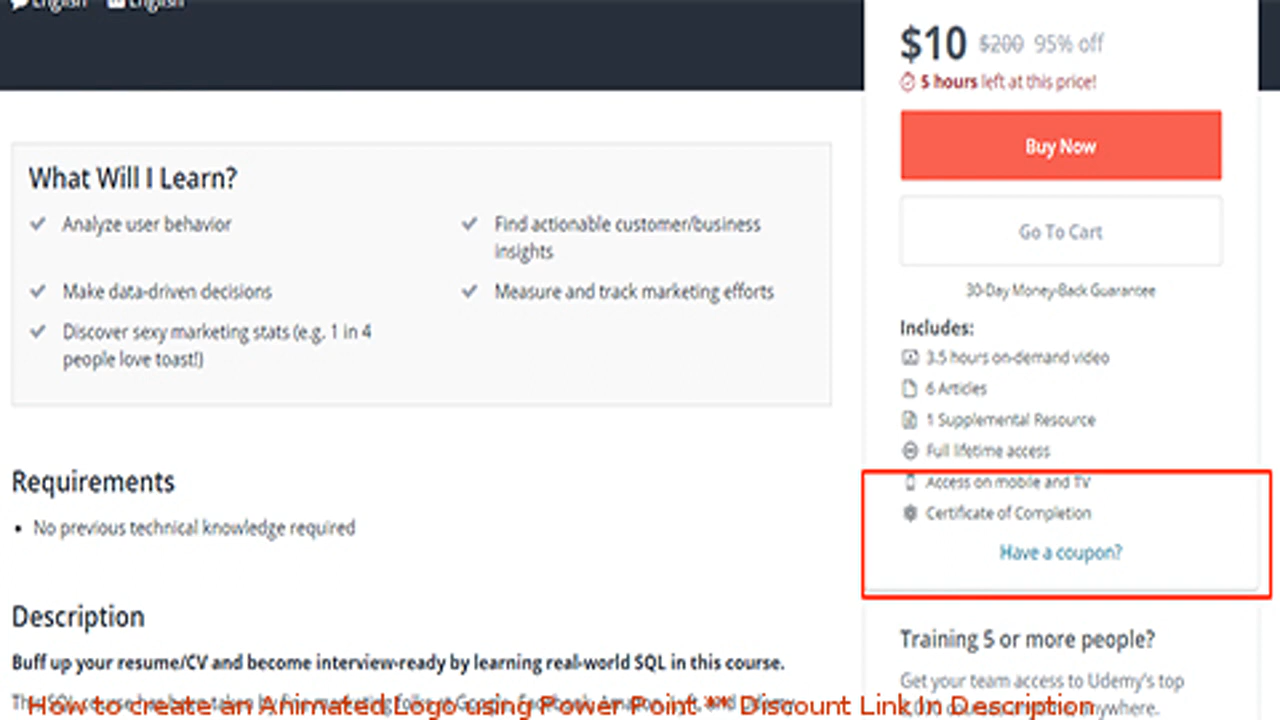 English English
$10 $200 95% off
5 hours left at this price!
Buy Now
Go To Cart
30-Day Money-Back Guarantee
Includes:
3.5 hours on-demand video
6 Articles
1 Supplemental Resource
Full lifetime access
Access on mobile and TV
Certificate of Completion
Have a coupon?
Training 5 or more people?
Get your team access to Udemy's top
anywhere.
What Will I Learn?
Analyze user behavior
Find actionable customer/business
insights
Make data-driven decisions
Measure and track marketing efforts
Discover sexy marketing stats (e.g. 1 in 4
people love toast!)
Requirements
• No previous technical knowledge required
Description
Buff up your resume/CV and become interview-ready by learning real-world SQL in this course.
How to create an Animated Logo using Power Point *** Discount Link In Description